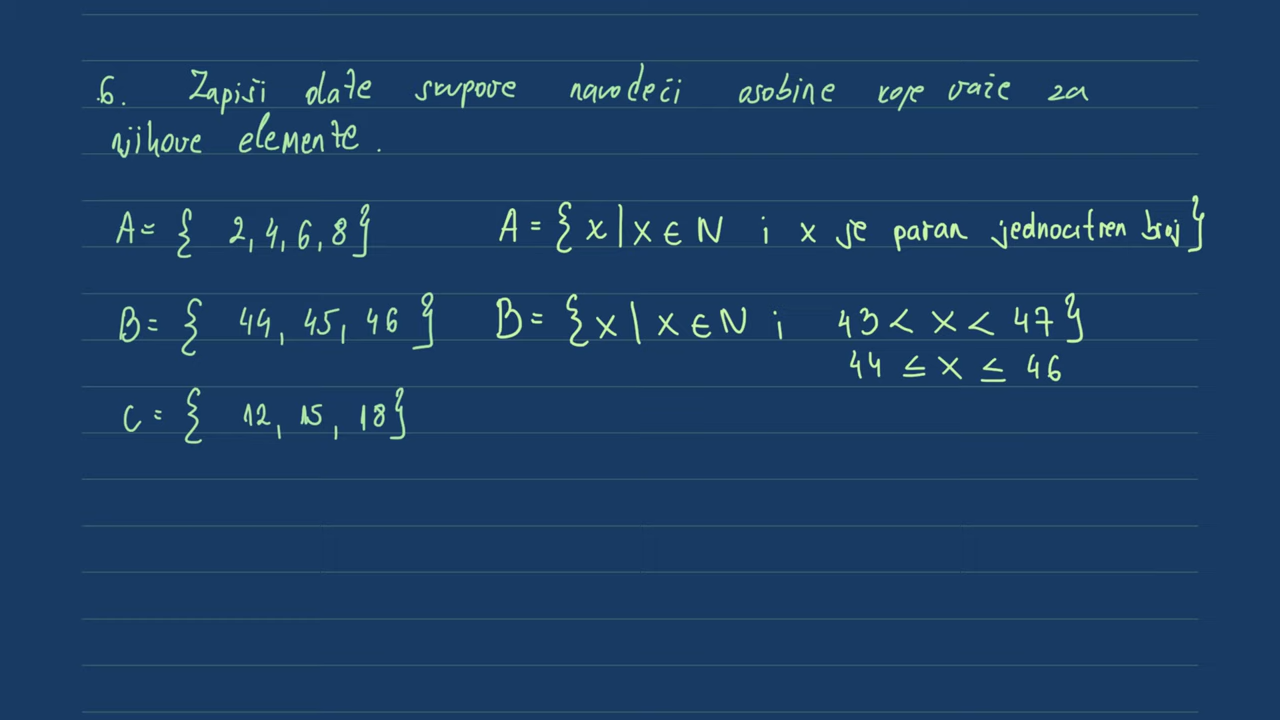 6. Zapiši date skupove navodeći osobine koje važe za
njihove elemente.
A = { 2, 4, 6, 8 } A = { x | x ∈ N i x je paran jednocifren broj }
B = { 44, 45, 46 } B = { x | x ∈ N i 43 < x < 47 }
44 ≤ x ≤ 46
C = { 12, 15, 18 }